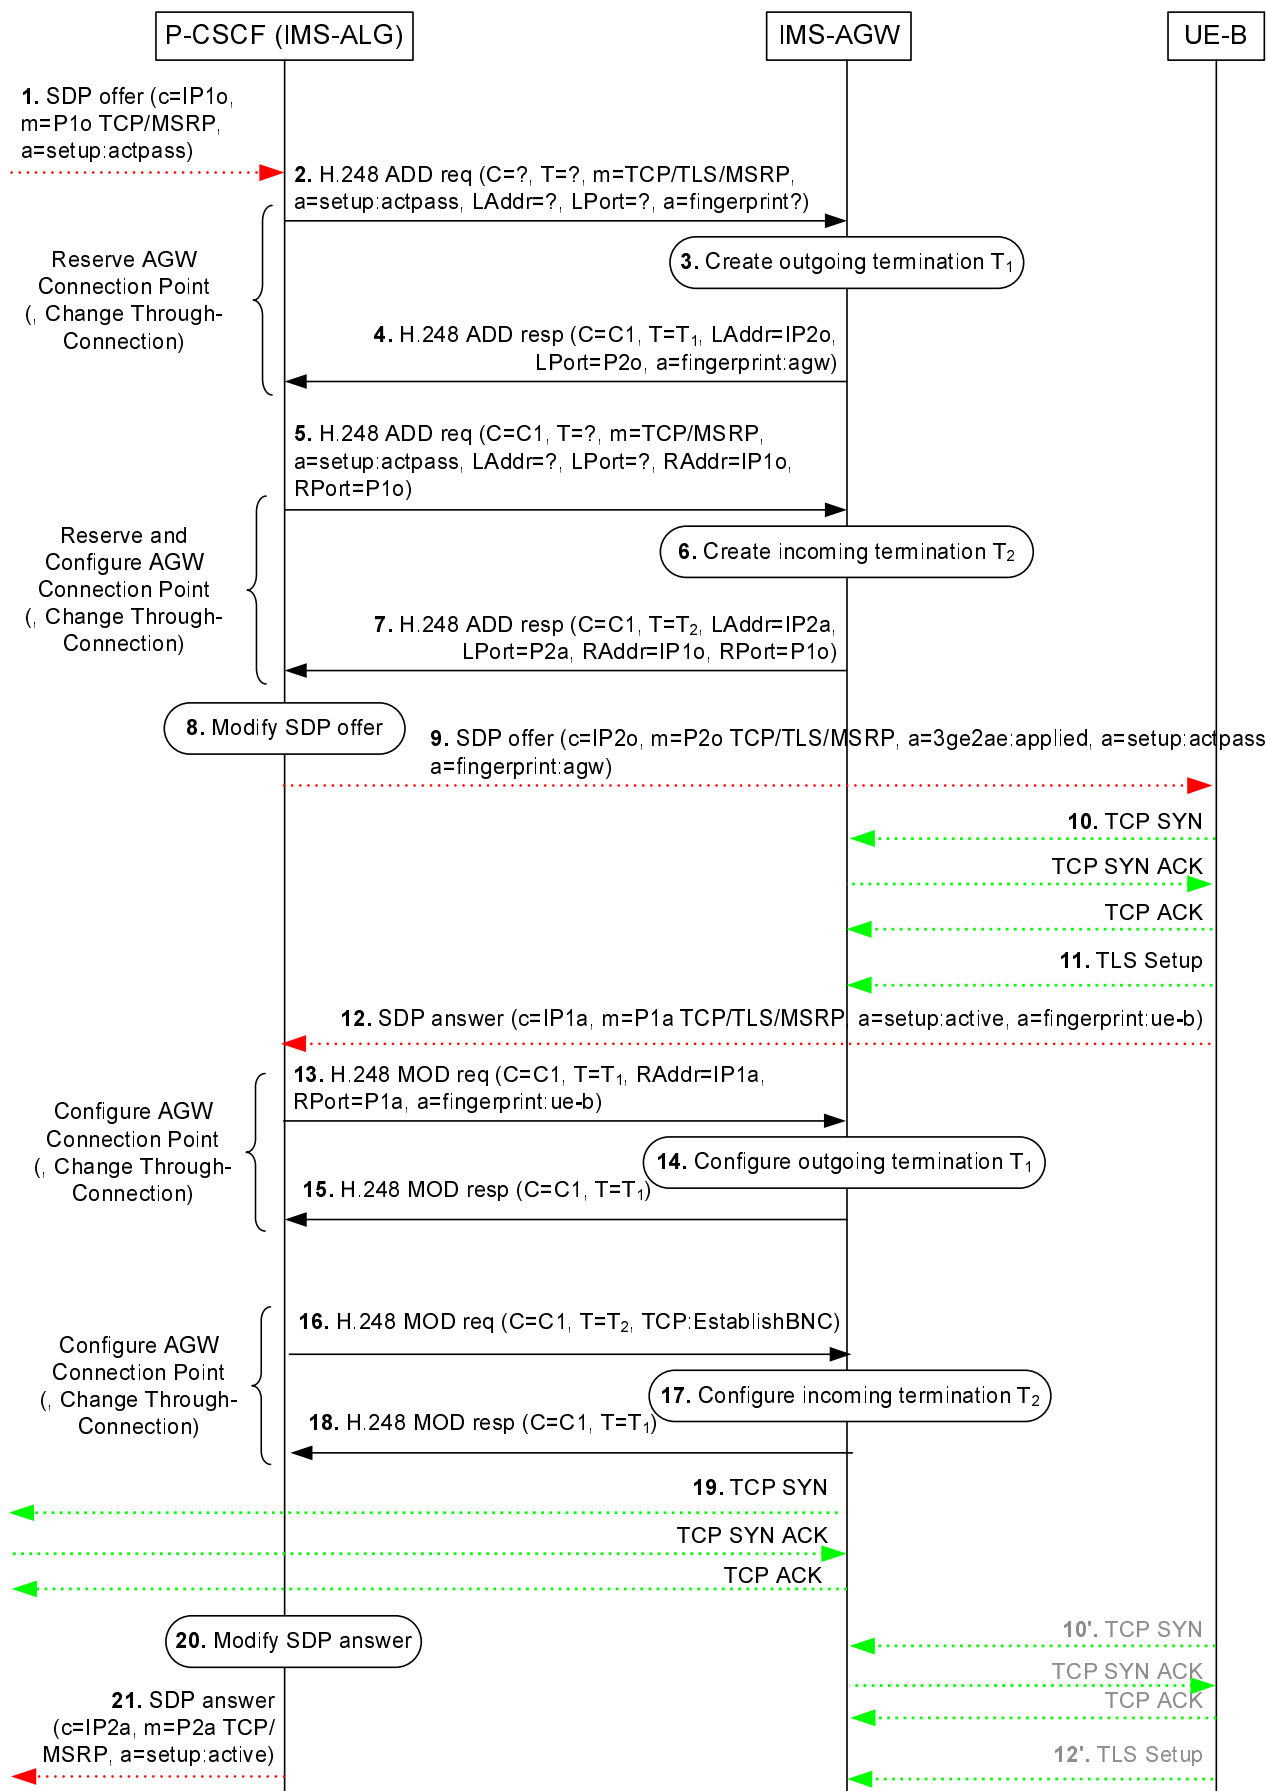 P-CSCF (IMS-ALG)
IMS-AGW
UE-B
1. SDP offer (c=IP1o,
m=P1o TCP/MSRP,
a=setup:actpass)
2. H.248 ADD req (C=?, T=?, m=TCP/TLS/MSRP,
a=setup:actpass, LAddr=?, LPort=?, a=fingerprint?)
Reserve AGW
Connection Point
(, Change Through-
Connection)
3. Create outgoing termination T1
4. H.248 ADD resp (C=C1, T=T1, LAddr=IP2o,
LPort=P2o, a=fingerprint:agw)
5. H.248 ADD req (C=C1, T=?, m=TCP/MSRP,
a=setup:actpass, LAddr=?, LPort=?, RAddr=IP1o,
RPort=P1o)
Reserve and
Configure AGW
Connection Point
(, Change Through-
Connection)
6. Create incoming termination T2
7. H.248 ADD resp (C=C1, T=T2, LAddr=IP2a,
LPort=P2a, RAddr=IP1o, RPort=P1o)
8. Modify SDP offer
9. SDP offer (c=IP2o, m=P2o TCP/TLS/MSRP, a=3ge2ae:applied, a=setup:actpass
a=fingerprint:agw)
10. TCP SYN
TCP SYN ACK
TCP ACK
11. TLS Setup
12. SDP answer (c=IP1a, m=P1a TCP/TLS/MSRP, a=setup:active, a=fingerprint:ue-b)
13. H.248 MOD req (C=C1, T=T1, RAddr=IP1a,
RPort=P1a, a=fingerprint:ue-b)
Configure AGW
Connection Point
(, Change Through-
Connection)
14. Configure outgoing termination T1
15. H.248 MOD resp (C=C1, T=T1)
16. H.248 MOD req (C=C1, T=T2, TCP:EstablishBNC)
Configure AGW
Connection Point
(, Change Through-
Connection)
17. Configure incoming termination T2
18. H.248 MOD resp (C=C1, T=T1)
19. TCP SYN
TCP SYN ACK
TCP ACK
20. Modify SDP answer
10'. TCP SYN
TCP SYN ACK
TCP ACK
21. SDP answer
(c=IP2a, m=P2a TCP/
MSRP, a=setup:active)
12'. TLS Setup